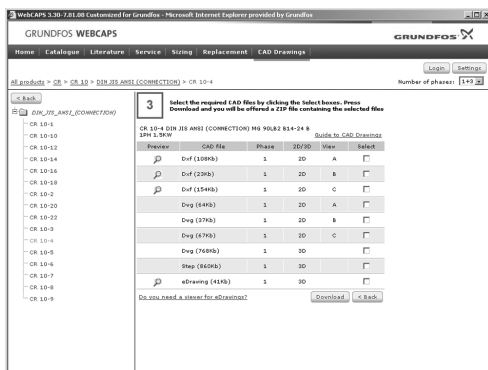 WebCAPS 3.30-7.81.08 Customized for Grundfos - Microsoft Internet Explorer provided by Grundfos
GRUNDFOS WEBCAPS
GRUNDFOS
Home Catalogue Literature Service Sizing Replacement CAD Drawings
Login Settings
All products > CR > CR 10 > DIN JIS ANSI (CONNECTION) > CR 10-4
Number of phases: 1+3
< Back
DIN_JIS_ANSI_(CONNECTION)
CR 10-1
CR 10-10
CR 10-12
CR 10-14
CR 10-16
CR 10-18
CR 10-2
CR 10-20
CR 10-22
CR 10-3
CR 10-4
CR 10-5
CR 10-6
CR 10-7
CR 10-8
CR 10-9
3
Select the required CAD files by clicking the Select boxes. Press
Download and you will be offered a ZIP file containing the selected files
CR 10-4 DIN JIS ANSI (CONNECTION) MG 90LB2 B14-24 B
1PH 1.5KW
Guide to CAD Drawings
Preview CAD file Phase 2D/3D View Select
Dxf (108Kb) 1 2D A
Dxf (23Kb) 1 2D B
Dxf (154Kb) 1 2D C
Dwg (64Kb) 1 2D A
Dwg (37Kb) 1 2D B
Dwg (67Kb) 1 2D C
Dwg (768Kb) 1 3D
Step (860Kb) 1 3D
eDrawing (41Kb) 1 3D
Do you need a viewer for eDrawings?
Download < Back